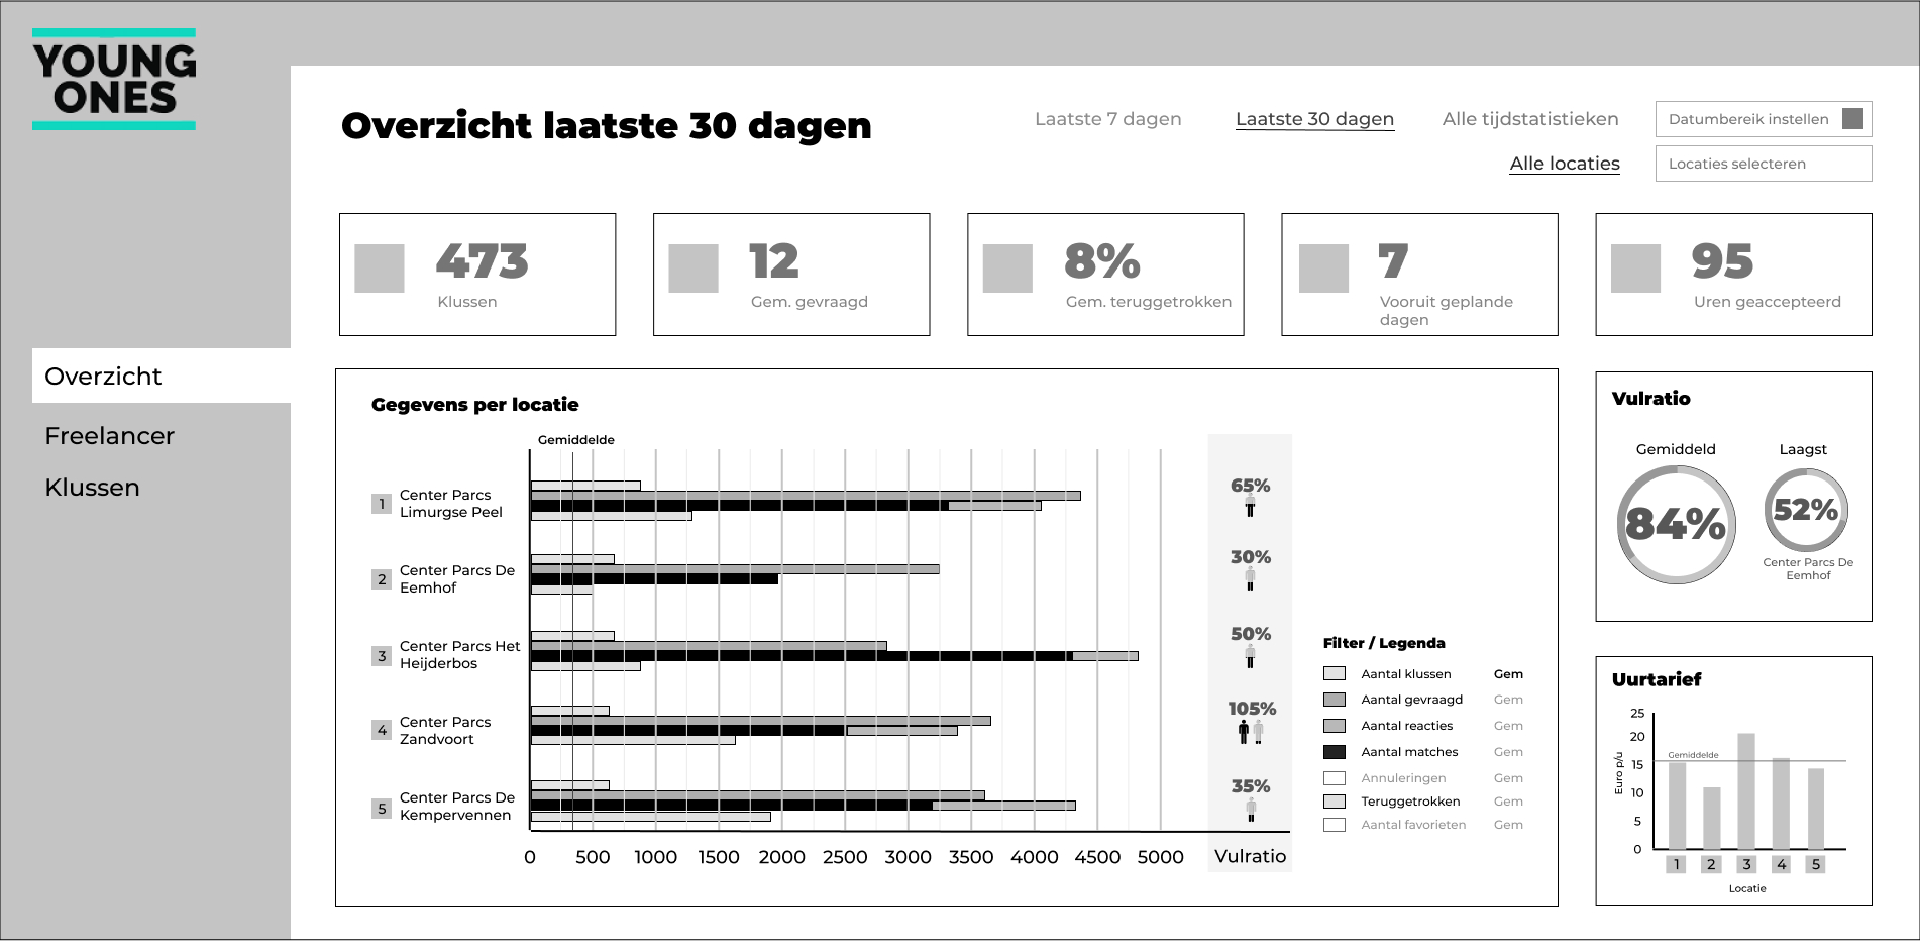 YOUNG
ONES
Overzicht laatste 30 dagen
Laatste 7 dagen
Laatste 30 dagen
Alle tijdstatistieken
Datumbereik instellen
Alle locaties
Locaties selecteren
473
Klussen
12
Gem. gevraagd
8%
Gem. teruggetrokken
7
Vooruit geplande
dagen
95
Uren geaccepteerd
Overzicht
Freelancer
Klussen
Gegevens per locatie
Gemiddelde
1
Center Parcs
Limurgse Peel
65%
2
Center Parcs De
Eemhof
30%
3
Center Parcs Het
Heijderbos
50%
4
Center Parcs
Zandvoort
105%
5
Center Parcs De
Kempervennen
35%
0 500 1000 1500 2000 2500 3000 3500 4000 4500 5000
Vulratio
Filter / Legenda
Aantal klussen Gem
Aantal gevraagd Gem
Aantal reacties Gem
Aantal matches Gem
Annuleringen Gem
Teruggetrokken Gem
Aantal favorieten Gem
Vulratio
Gemiddeld
84%
Laagst
52%
Center Parcs De
Eemhof
Uurtarief
25
20
15
10
5
0
Euro p/u
Gemiddelde
1 2 3 4 5
Locatie